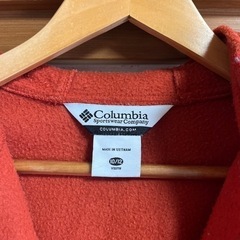 Columbia
Sportswear Company
COLUMBIA.COM
MADE IN VIETNAM
10/12
YOUTH